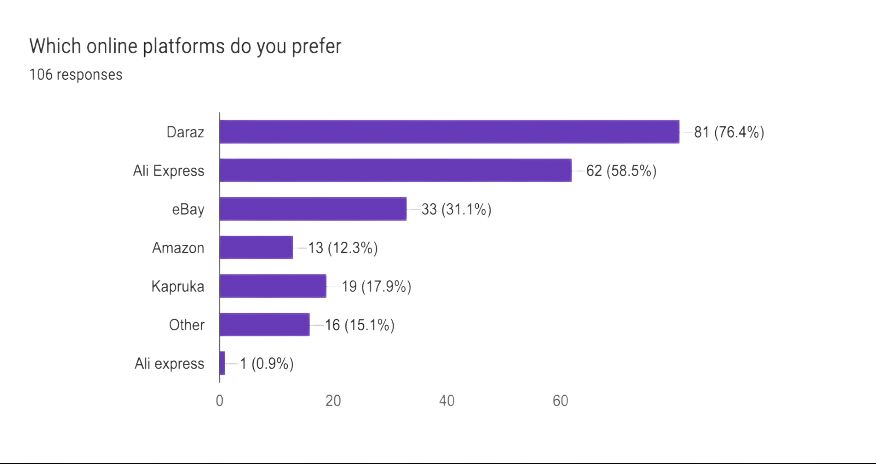 Which online platforms do you prefer
106 responses
Daraz 81 (76.4%)
Ali Express 62 (58.5%)
eBay 33 (31.1%)
Amazon 13 (12.3%)
Kapruka 19 (17.9%)
Other 16 (15.1%)
Ali express 1 (0.9%)
0 20 40 60